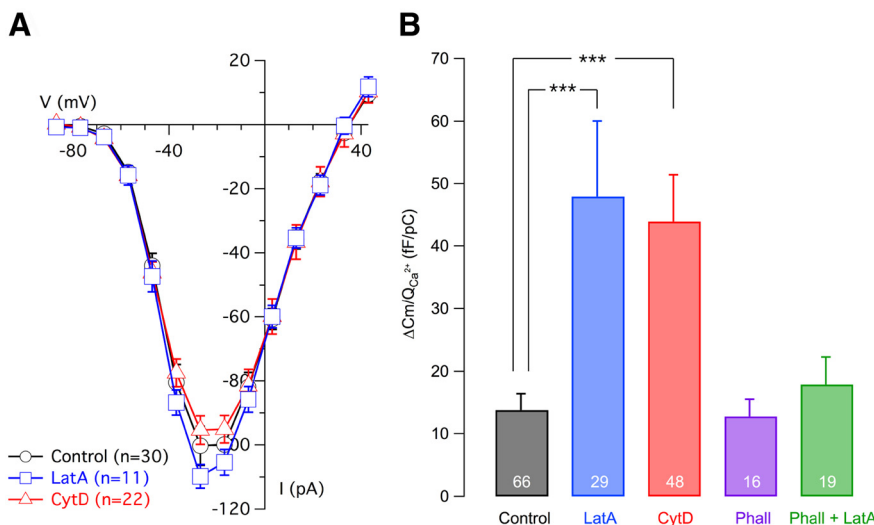 A
B
20
V (mV)
-80
-40
40
-20
-40
-60
-80
-100
-120
I (pA)
Control (n=30)
LatA (n=11)
CytD (n=22)
70
60
50
40
30
20
10
0
ΔCm/QCa²⁺ (fF/pC)
***
***
66
29
48
16
19
Control
LatA
CytD
Phall
Phall + LatA